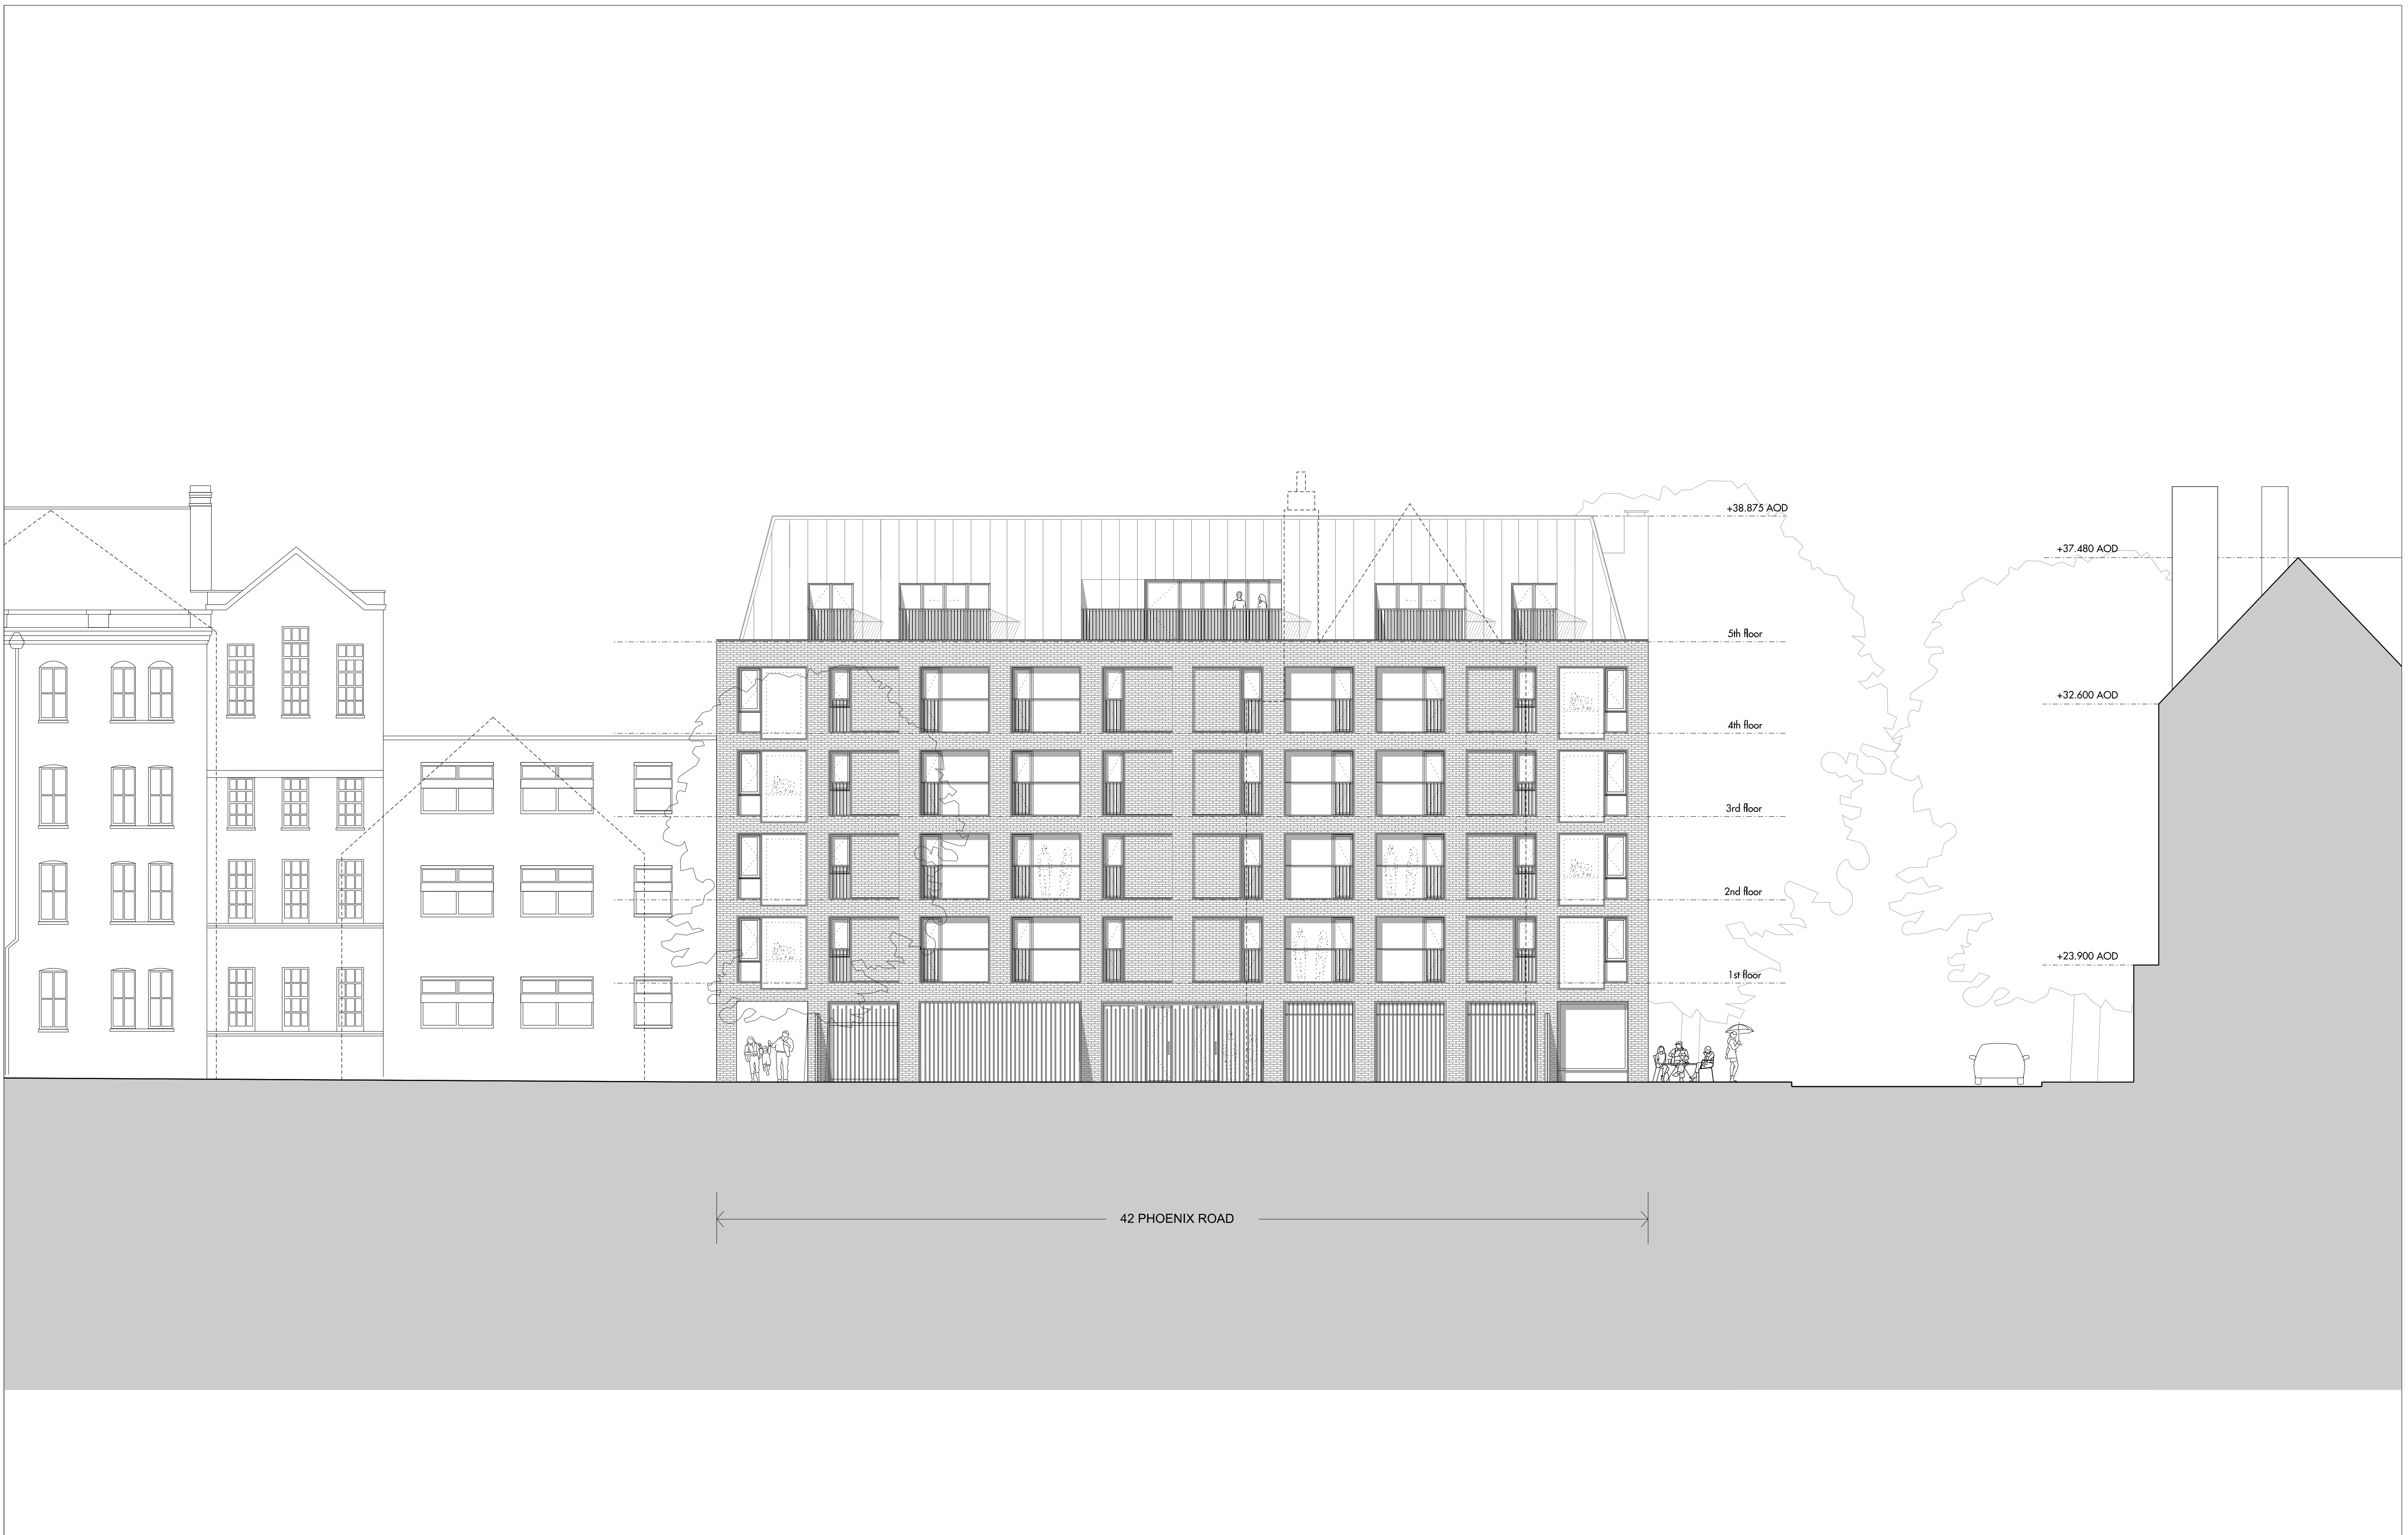 +38.875 AOD
+37.480 AOD
5th floor
+32.600 AOD
4th floor
3rd floor
2nd floor
+23.900 AOD
1st floor
42 PHOENIX ROAD